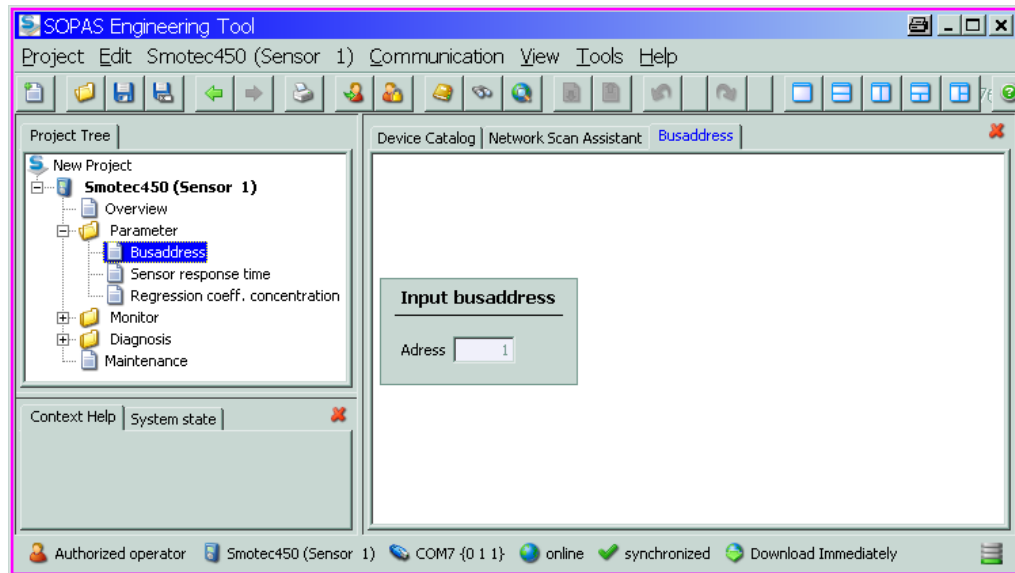 SOPAS Engineering Tool
Project Edit Smotec450 (Sensor 1) Communication View Tools Help
Project Tree
New Project
Smotec450 (Sensor 1)
Overview
Parameter
Busaddress
Sensor response time
Regression coeff. concentration
Monitor
Diagnosis
Maintenance
Context Help System state
Device Catalog Network Scan Assistant Busaddress
Input busaddress
Adress 1
Authorized operator Smotec450 (Sensor 1) COM7 {0 1 1} online synchronized Download Immediately